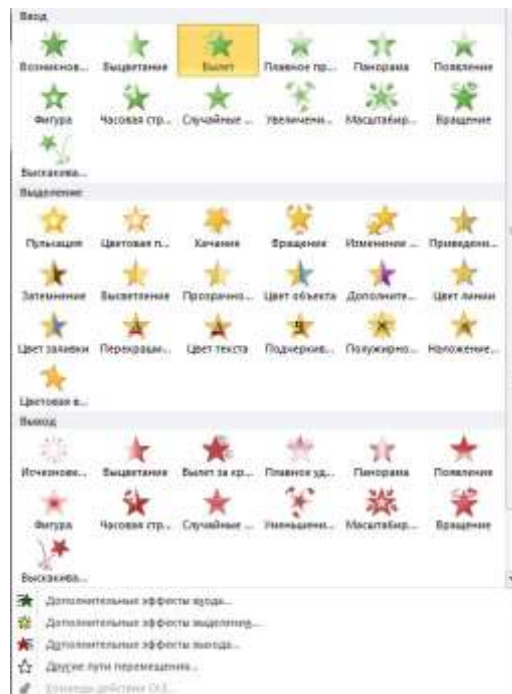 Вход
Возникнов... Выцветание Вылет Плавное пр... Панорама Появление
Фигура Часовая стр... Случайные ... Увеличени... Масштабир... Вращение
Выскакива...
Выделение
Пульсация Цветовая п... Качание Вращение Изменение ... Приведени...
Затемнение Высветление Прозрачно... Цвет объекта Дополните... Цвет линии
Цвет заливки Перекраши... Цвет текста Подчеркив... Полужирно... Наложение...
Цветовая в...
Выход
Исчезнове... Выцветание Вылет за кр... Плавное уд... Панорама Появление
Фигура Часовая стр... Случайные ... Уменьшени... Масштабир... Вращение
Выскакива...
Дополнительные эффекты входа...
Дополнительные эффекты выделения...
Дополнительные эффекты выхода...
Другие пути перемещения...
Команды действия OLE...